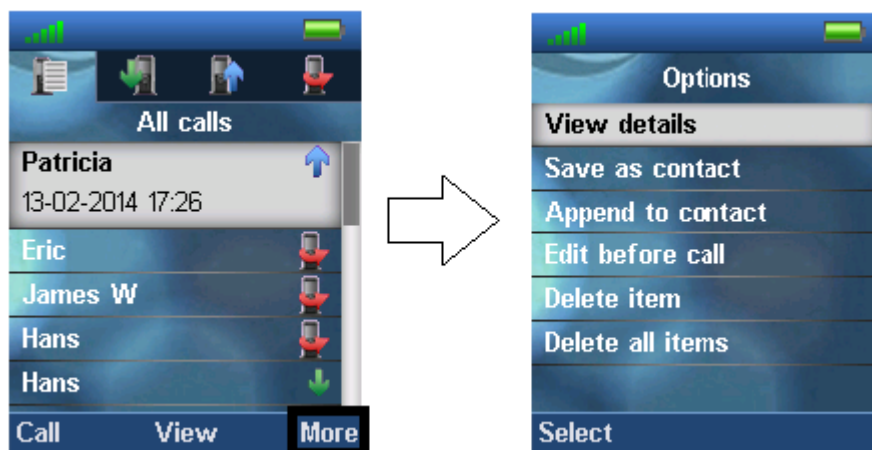 All calls
Patricia
13-02-2014 17:26
Eric
James W
Hans
Hans
Call View More
Options
View details
Save as contact
Append to contact
Edit before call
Delete item
Delete all items
Select